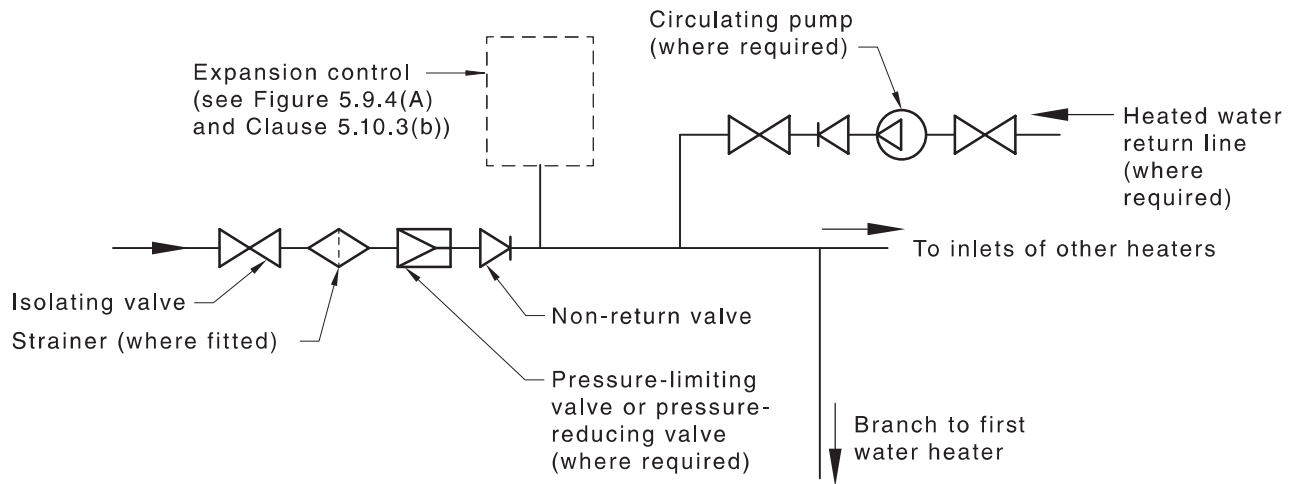 Circulating pump
(where required)
Expansion control
(see Figure 5.9.4(A)
and Clause 5.10.3(b))
Heated water
return line
(where
required)
To inlets of other heaters
Isolating valve
Strainer (where fitted)
Non-return valve
Pressure-limiting
valve or pressure-
reducing valve
(where required)
Branch to first
water heater